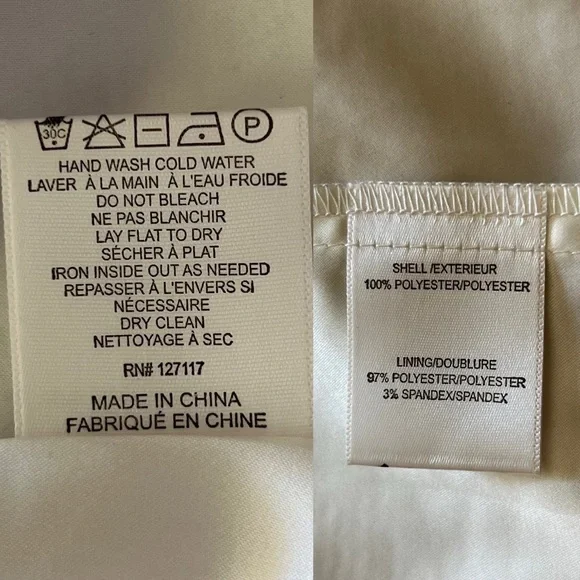 30C P
HAND WASH COLD WATER
LAVER À LA MAIN À L'EAU FROIDE
DO NOT BLEACH
NE PAS BLANCHIR
LAY FLAT TO DRY
SÉCHER À PLAT
IRON INSIDE OUT AS NEEDED
REPASSER À L'ENVERS SI
NÉCESSAIRE
DRY CLEAN
NETTOYAGE À SEC
RN# 127117
MADE IN CHINA
FABRIQUÉ EN CHINE
SHELL /EXTERIEUR
100% POLYESTER/POLYESTER
LINING/DOUBLURE
97% POLYESTER/POLYESTER
3% SPANDEX/SPANDEX